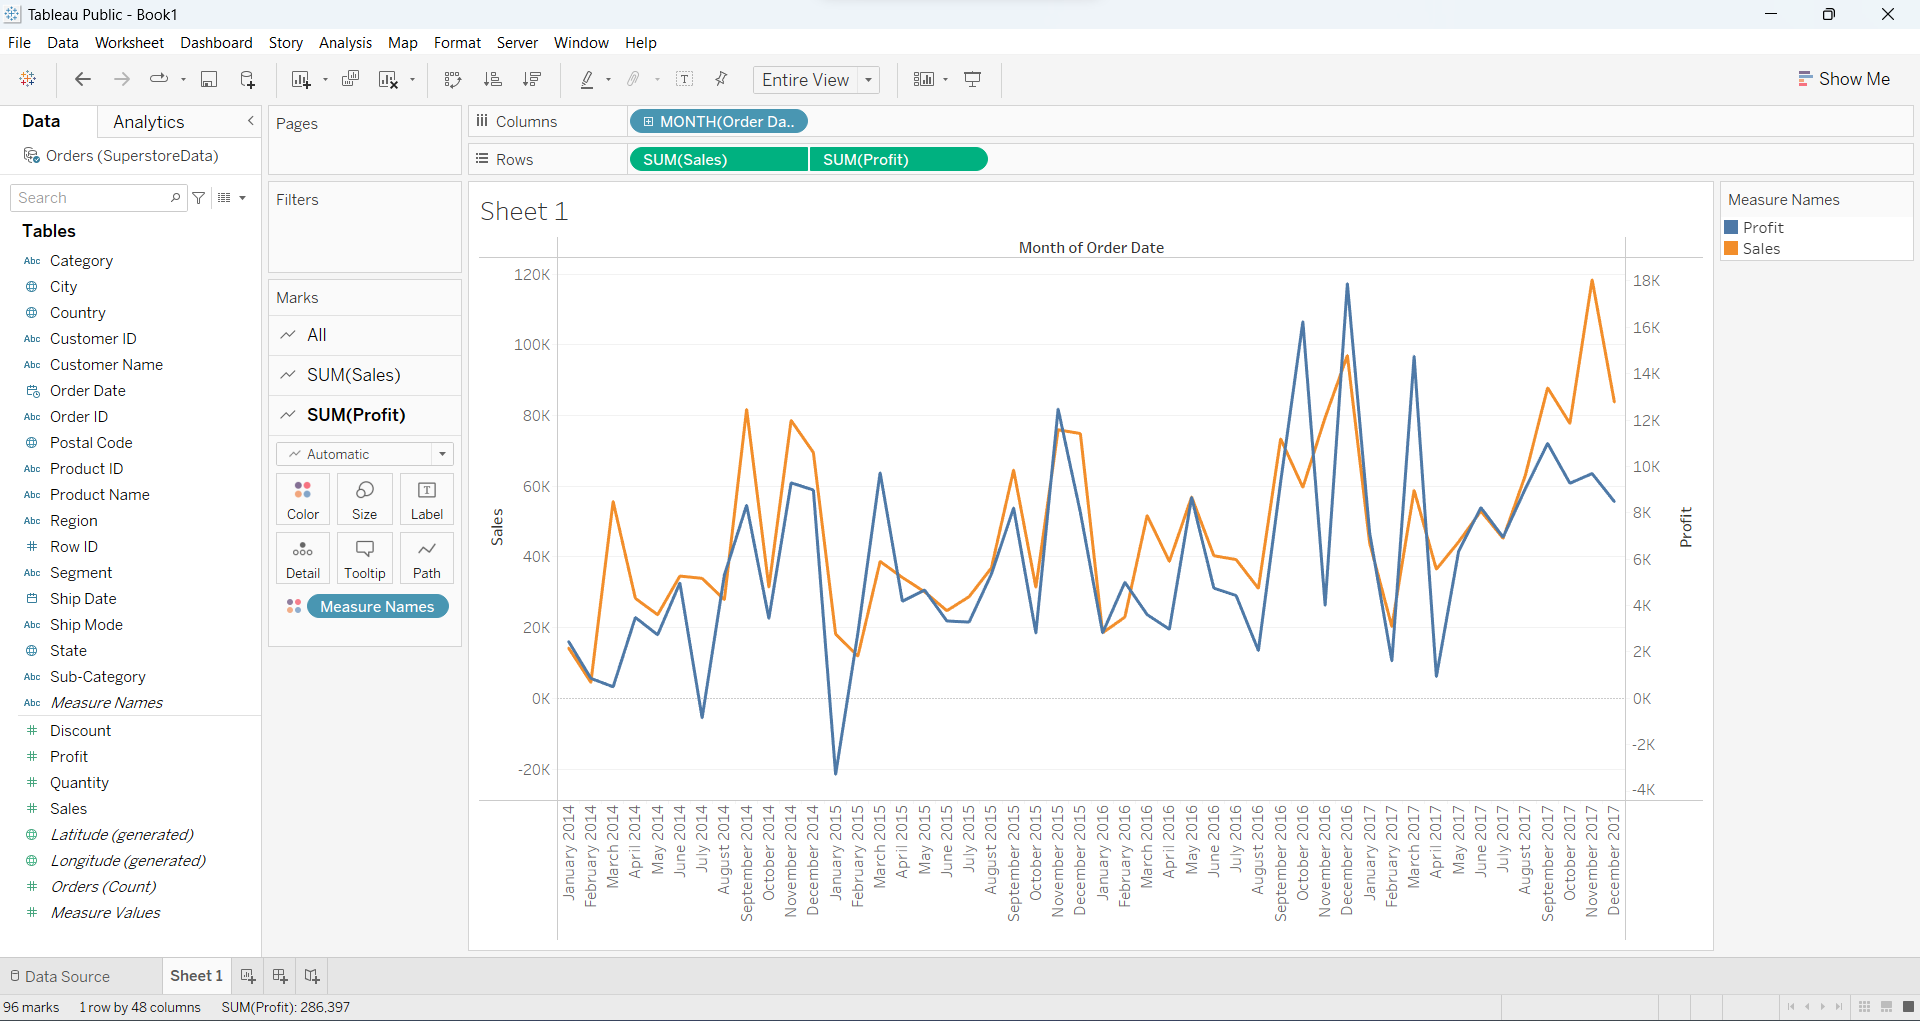 Tableau Public - Book1
File Data Worksheet Dashboard Story Analysis Map Format Server Window Help
Entire View
Show Me
Data
Analytics
Orders (SuperstoreData)
Search
Tables
Abc Category
City
Country
Abc Customer ID
Abc Customer Name
Order Date
Abc Order ID
Postal Code
Abc Product ID
Abc Product Name
Abc Region
# Row ID
Abc Segment
Ship Date
Abc Ship Mode
State
Abc Sub-Category
Abc Measure Names
# Discount
# Profit
# Quantity
# Sales
Latitude (generated)
Longitude (generated)
# Orders (Count)
# Measure Values
Pages
Filters
Marks
All
SUM(Sales)
SUM(Profit)
Automatic
Color
Size
T
Label
Detail
Tooltip
Path
Measure Names
Columns
MONTH(Order Da..
Rows
SUM(Sales)
SUM(Profit)
Sheet 1
Month of Order Date
120K
100K
80K
60K
40K
20K
0K
-20K
Sales
18K
16K
14K
12K
10K
8K
6K
4K
2K
0K
-2K
-4K
Profit
January 2014
February 2014
March 2014
April 2014
May 2014
June 2014
July 2014
August 2014
September 2014
October 2014
November 2014
December 2014
January 2015
February 2015
March 2015
April 2015
May 2015
June 2015
July 2015
August 2015
September 2015
October 2015
November 2015
December 2015
January 2016
February 2016
March 2016
April 2016
May 2016
June 2016
July 2016
August 2016
September 2016
October 2016
November 2016
December 2016
January 2017
February 2017
March 2017
April 2017
May 2017
June 2017
July 2017
August 2017
September 2017
October 2017
November 2017
December 2017
Measure Names
Profit
Sales
Data Source
Sheet 1
96 marks
1 row by 48 columns
SUM(Profit): 286,397